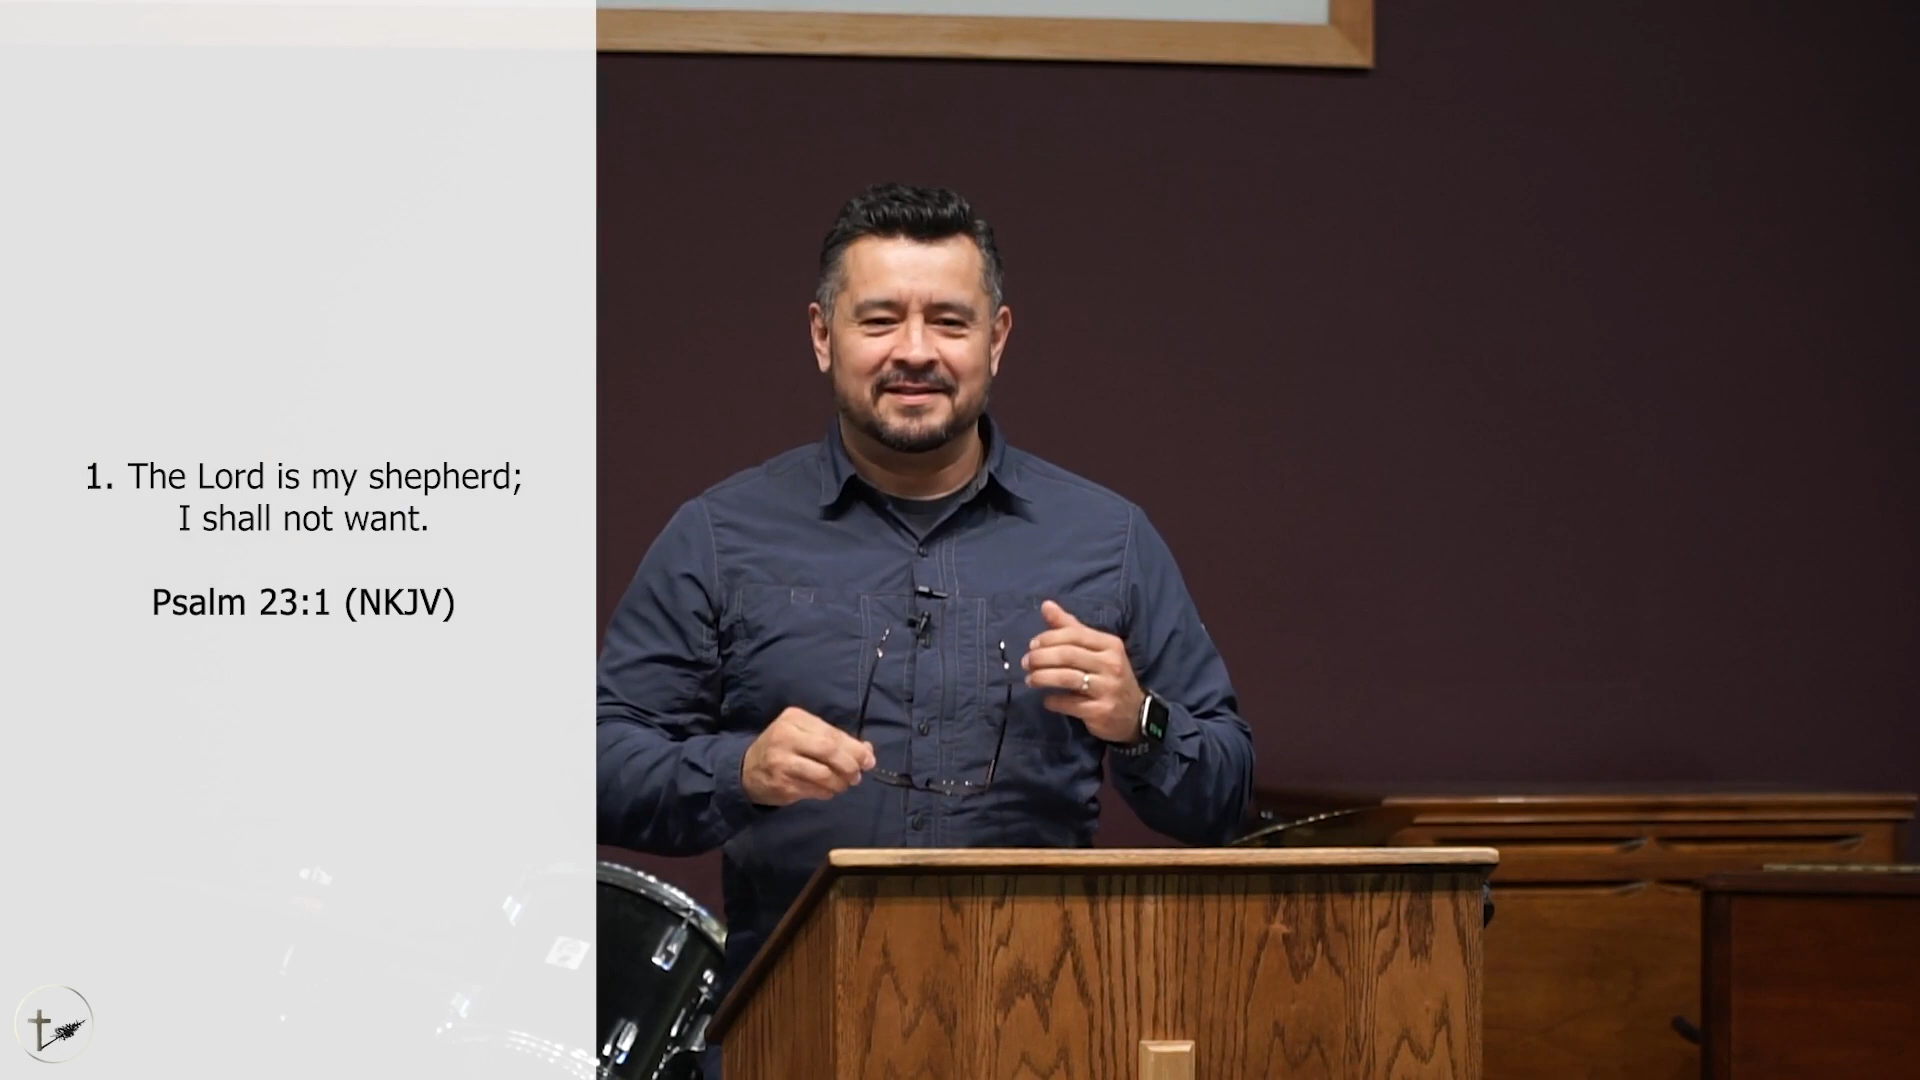 1. The Lord is my shepherd;
I shall not want.
Psalm 23:1 (NKJV)